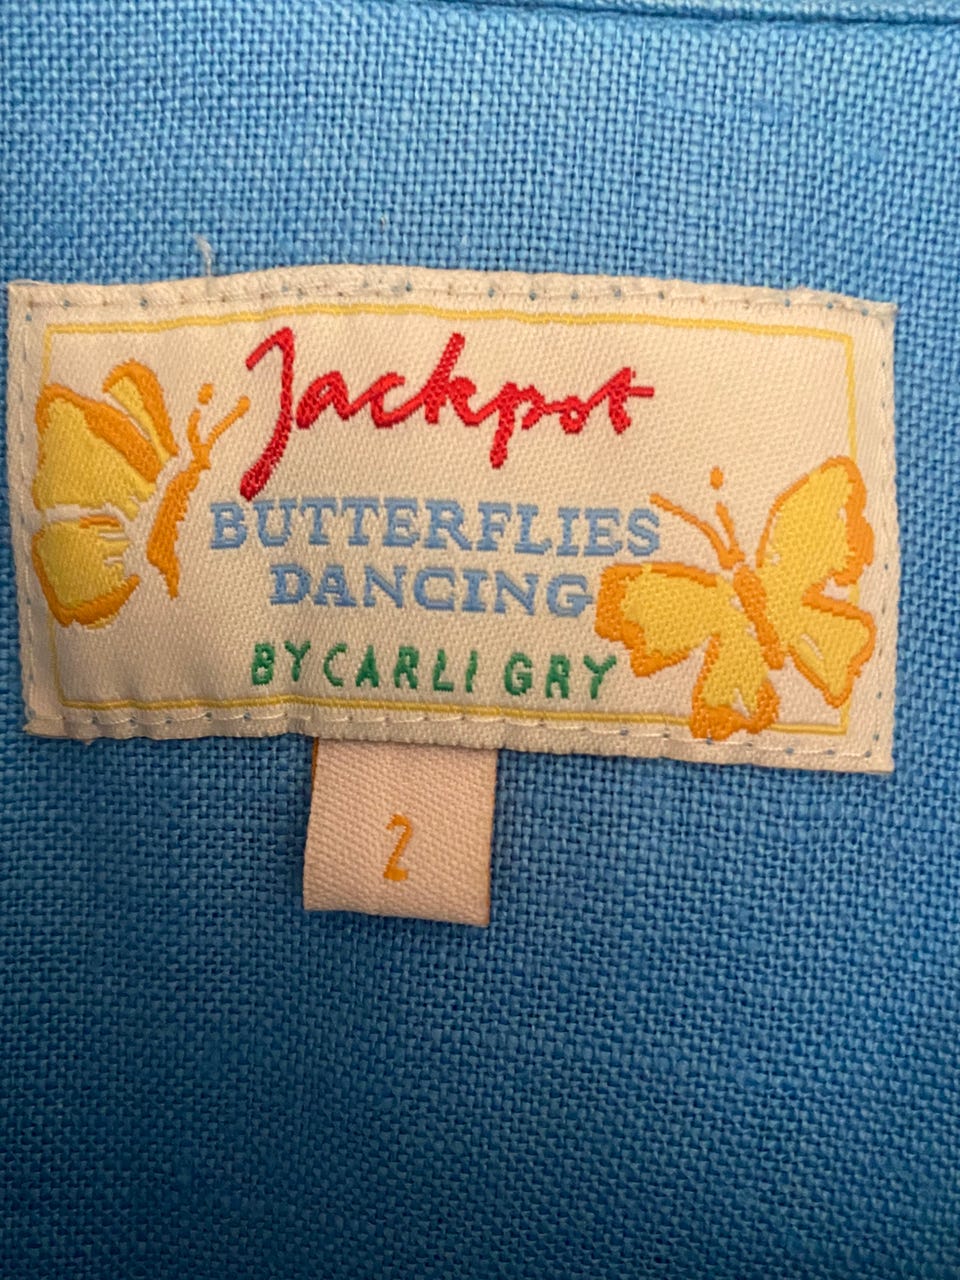 Jackpot
BUTTERFLIES
DANCING
BY CARLI GRY
2